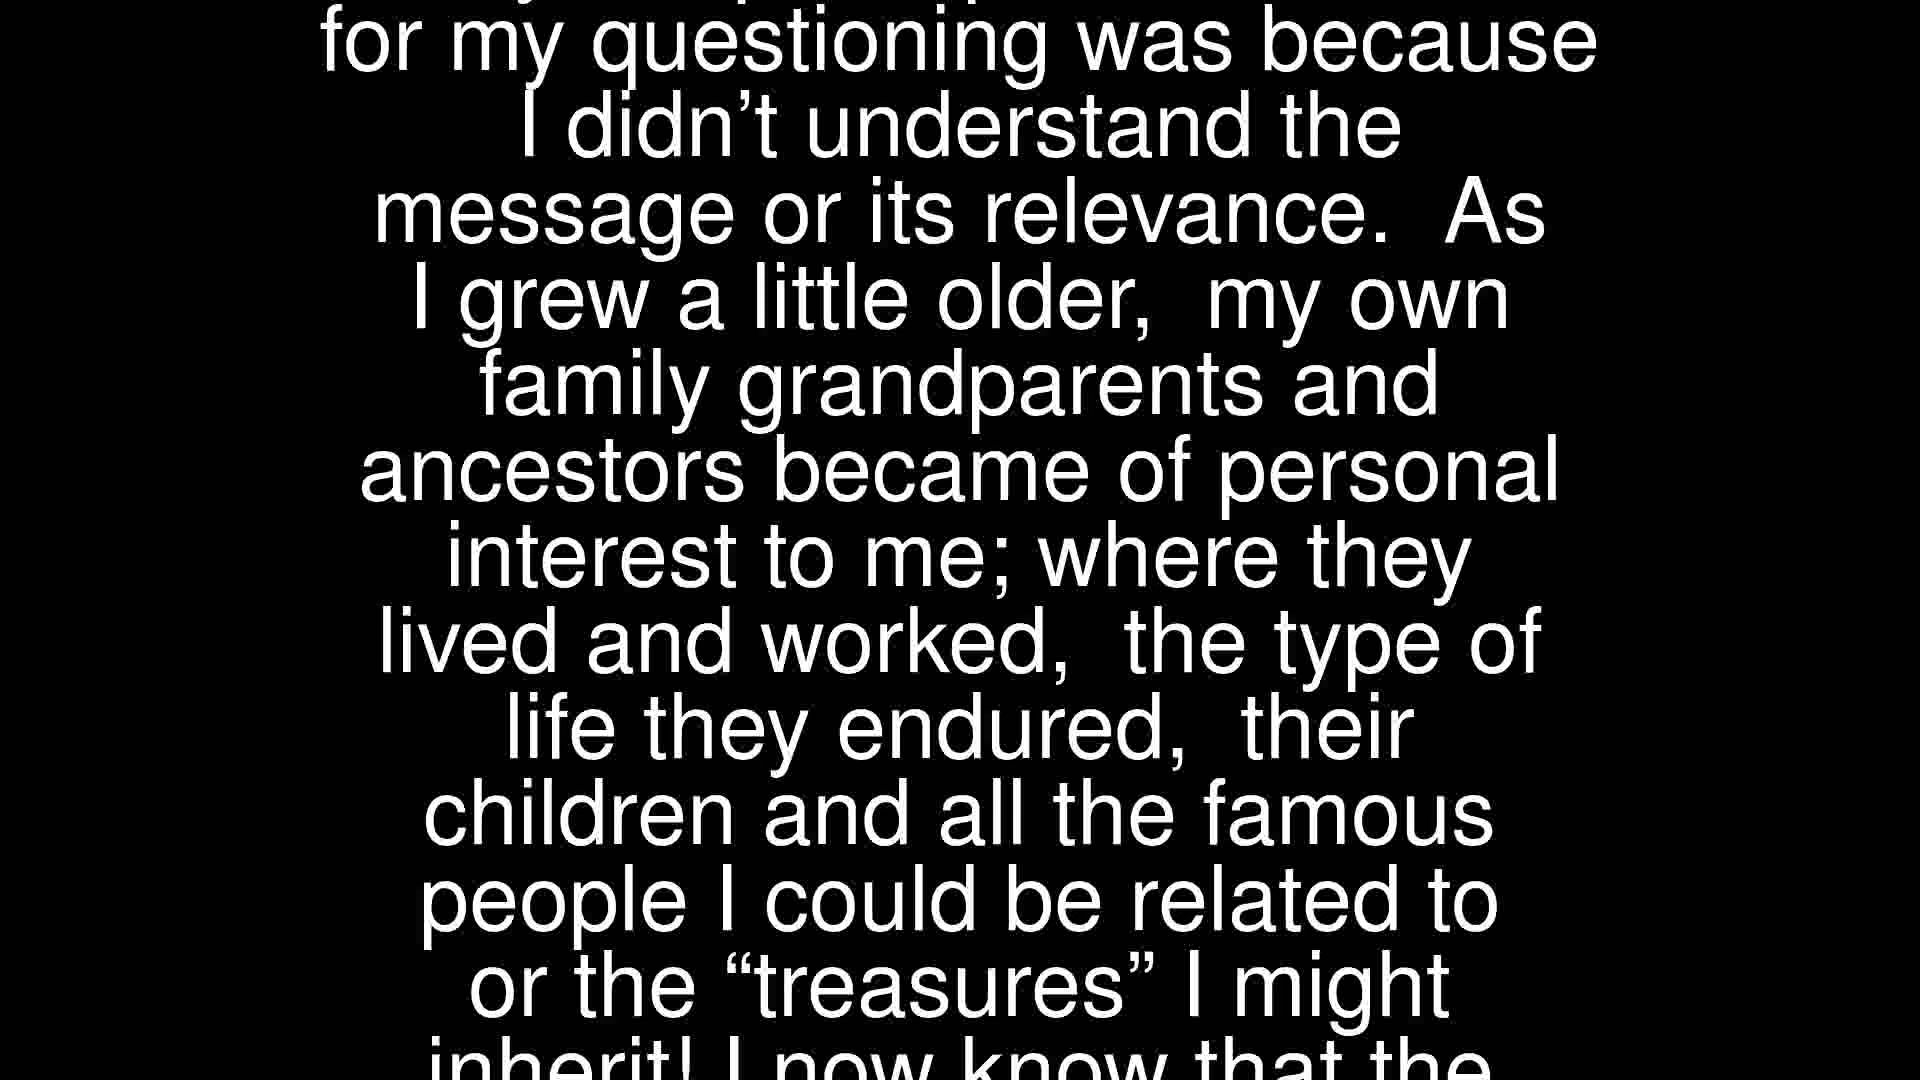 for my questioning was because
I didn’t understand the
message or its relevance.  As
I grew a little older,  my own
family grandparents and
ancestors became of personal
interest to me; where they
lived and worked,  the type of
life they endured,  their
children and all the famous
people I could be related to
or the “treasures” I might
inherit! I now know that the